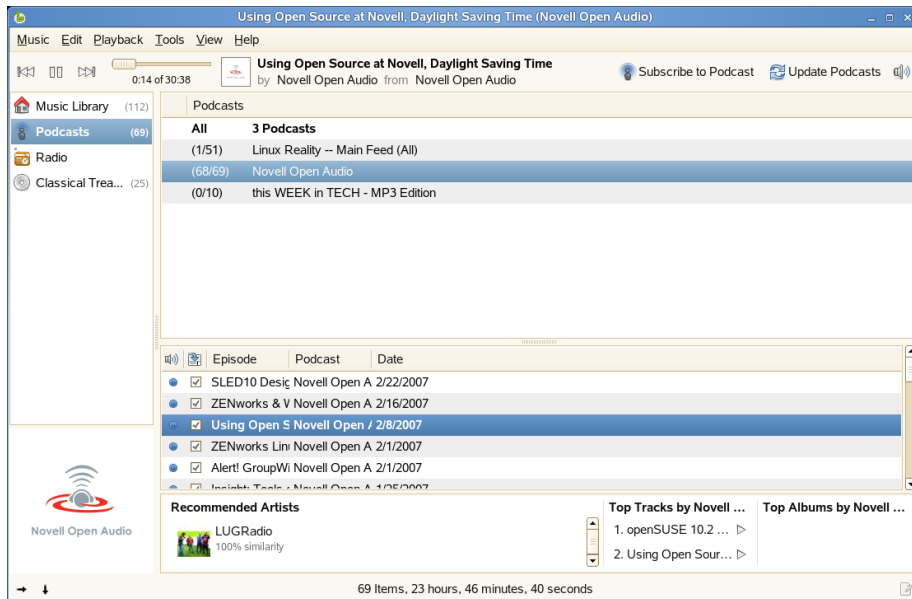 Using Open Source at Novell, Daylight Saving Time (Novell Open Audio)
Music Edit Playback Tools View Help
0:14 of 30:38
Using Open Source at Novell, Daylight Saving Time
by Novell Open Audio from Novell Open Audio
Subscribe to Podcast
Update Podcasts
Music Library (112)
Podcasts (69)
Radio
Classical Trea... (25)
Podcasts
All 3 Podcasts
(1/51) Linux Reality -- Main Feed (All)
(68/69) Novell Open Audio
(0/10) this WEEK in TECH - MP3 Edition
Episode Podcast Date
SLED10 Desig Novell Open A 2/22/2007
ZENworks & V Novell Open A 2/16/2007
Using Open S Novell Open A 2/8/2007
ZENworks Lin Novell Open A 2/1/2007
Alert! GroupWi Novell Open A 2/1/2007
Insight: Tools Novell Open A 1/25/2007
Novell Open Audio
Recommended Artists
LUGRadio
100% similarity
Top Tracks by Novell ...
1. openSUSE 10.2 ...
2. Using Open Sour...
Top Albums by Novell ...
69 Items, 23 hours, 46 minutes, 40 seconds